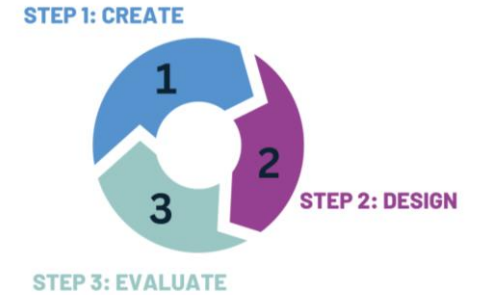 STEP 1: CREATE
1
2
STEP 2: DESIGN
3
STEP 3: EVALUATE